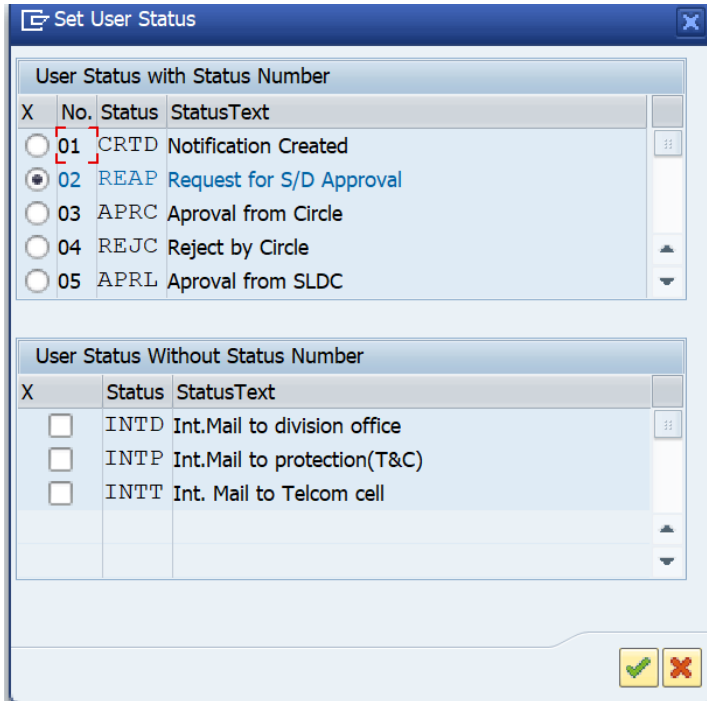 Set User Status
User Status with Status Number
X No. Status StatusText
01 CRTD Notification Created
02 REAP Request for S/D Approval
03 APRC Aproval from Circle
04 REJC Reject by Circle
05 APRL Aproval from SLDC
User Status Without Status Number
X Status StatusText
INTD Int.Mail to division office
INTP Int.Mail to protection(T&C)
INTT Int. Mail to Telcom cell